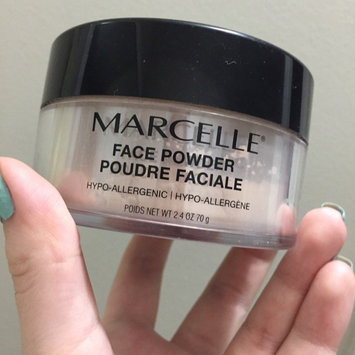 MARCELLE®
FACE POWDER
POUDRE FACIALE
HYPO-ALLERGENIC | HYPO-ALLERGÈNE
POIDS NET WT 2.4 OZ 70 g